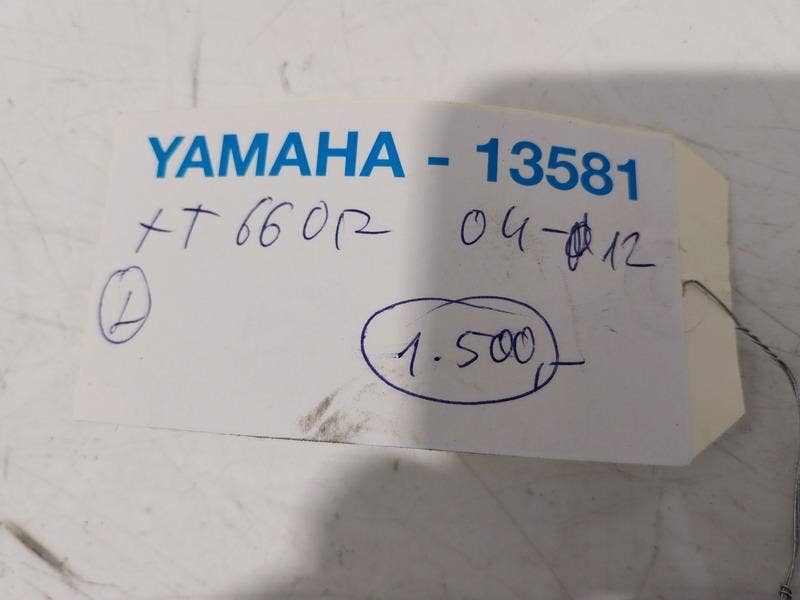 YAMAHA - 13581
XT 660R 04-12
L
1.500,-